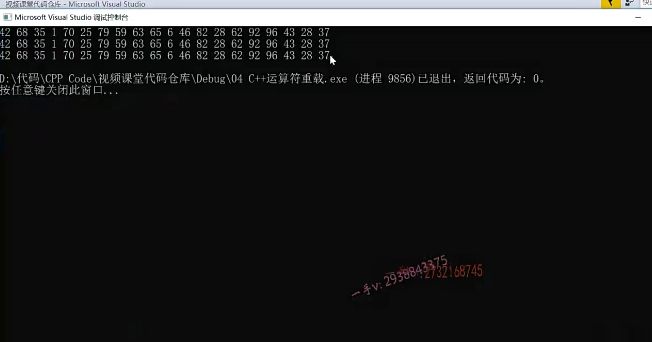 视频课堂代码仓库 - Microsoft Visual Studio
Microsoft Visual Studio 调试控制台
42 68 35 1 70 25 79 59 63 65 6 46 82 28 62 92 96 43 28 37
42 68 35 1 70 25 79 59 63 65 6 46 82 28 62 92 96 43 28 37
42 68 35 1 70 25 79 59 63 65 6 46 82 28 62 92 96 43 28 37
D:\代码\CPP Code\视频课堂代码仓库\Debug\04 C++运算符重载.exe (进程 9856)已退出，返回代码为: 0。
按任意键关闭此窗口...
一手v: 2938843375
:2732168745